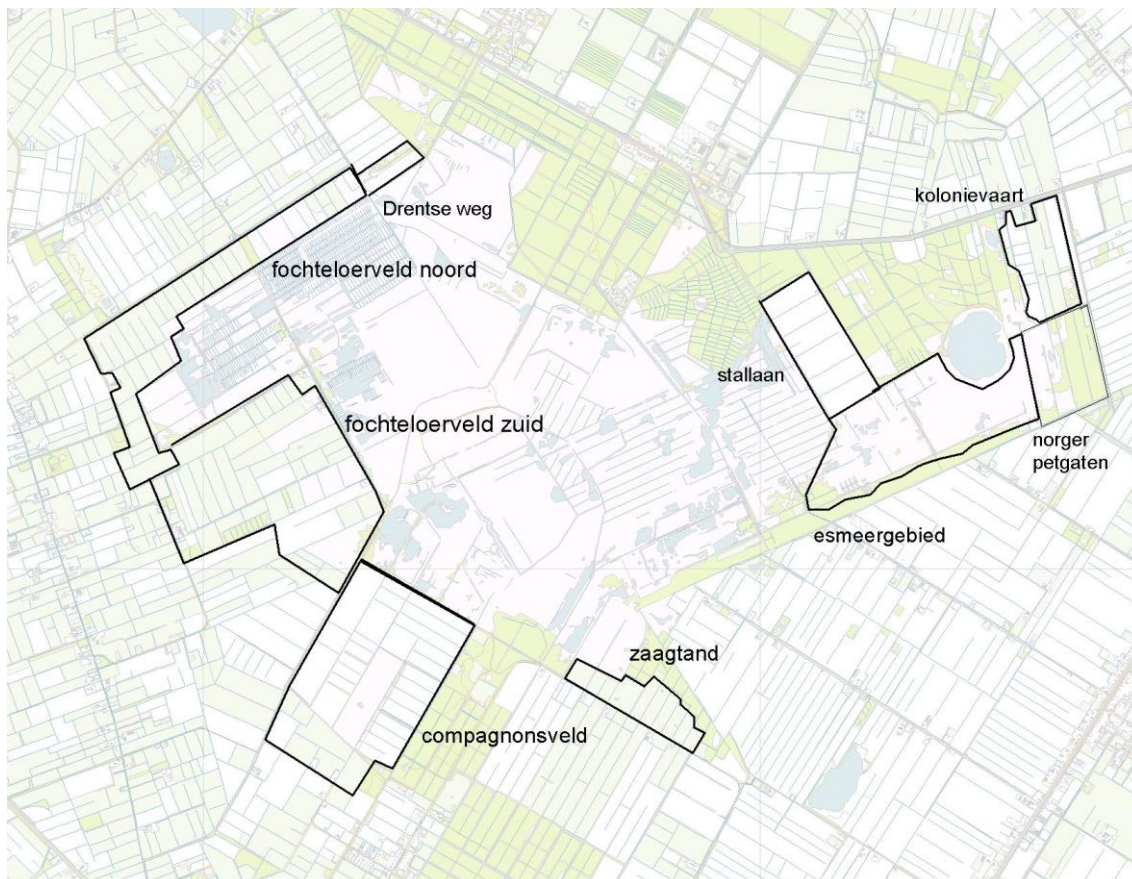 kolonievaart
Drentse weg
fochteloerveld noord
stallaan
fochteloerveld zuid
norger
petgaten
esmeergebied
zaagtand
compagnonsveld